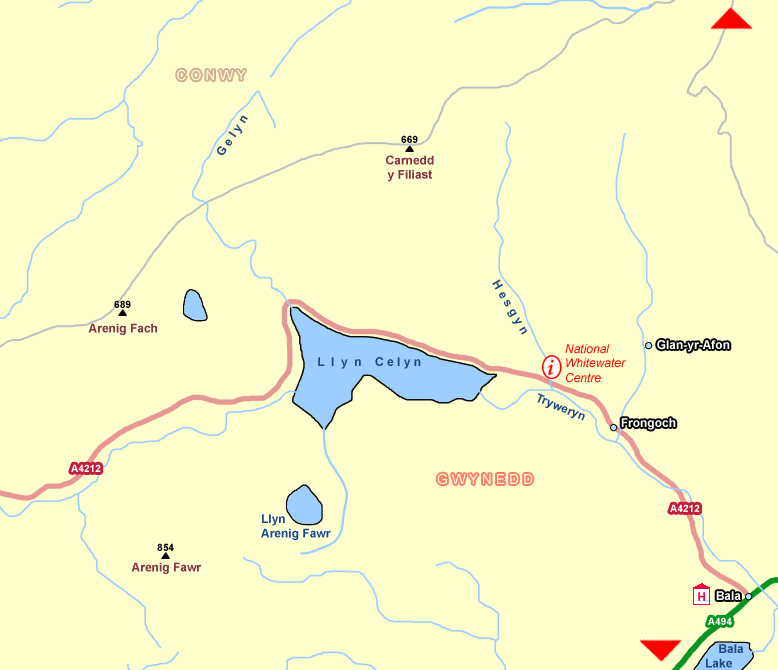 CONWY
Gelyn
669
Carnedd
y Filiast
Hesgyn
689
Arenig Fach
Llyn Celyn
National
Whitewater
Centre
i
Glan-yr-Afon
Tryweryn
Frongoch
A4212
GWYNEDD
A4212
Llyn
Arenig Fawr
854
Arenig Fawr
H
Bala
A494
Bala
Lake